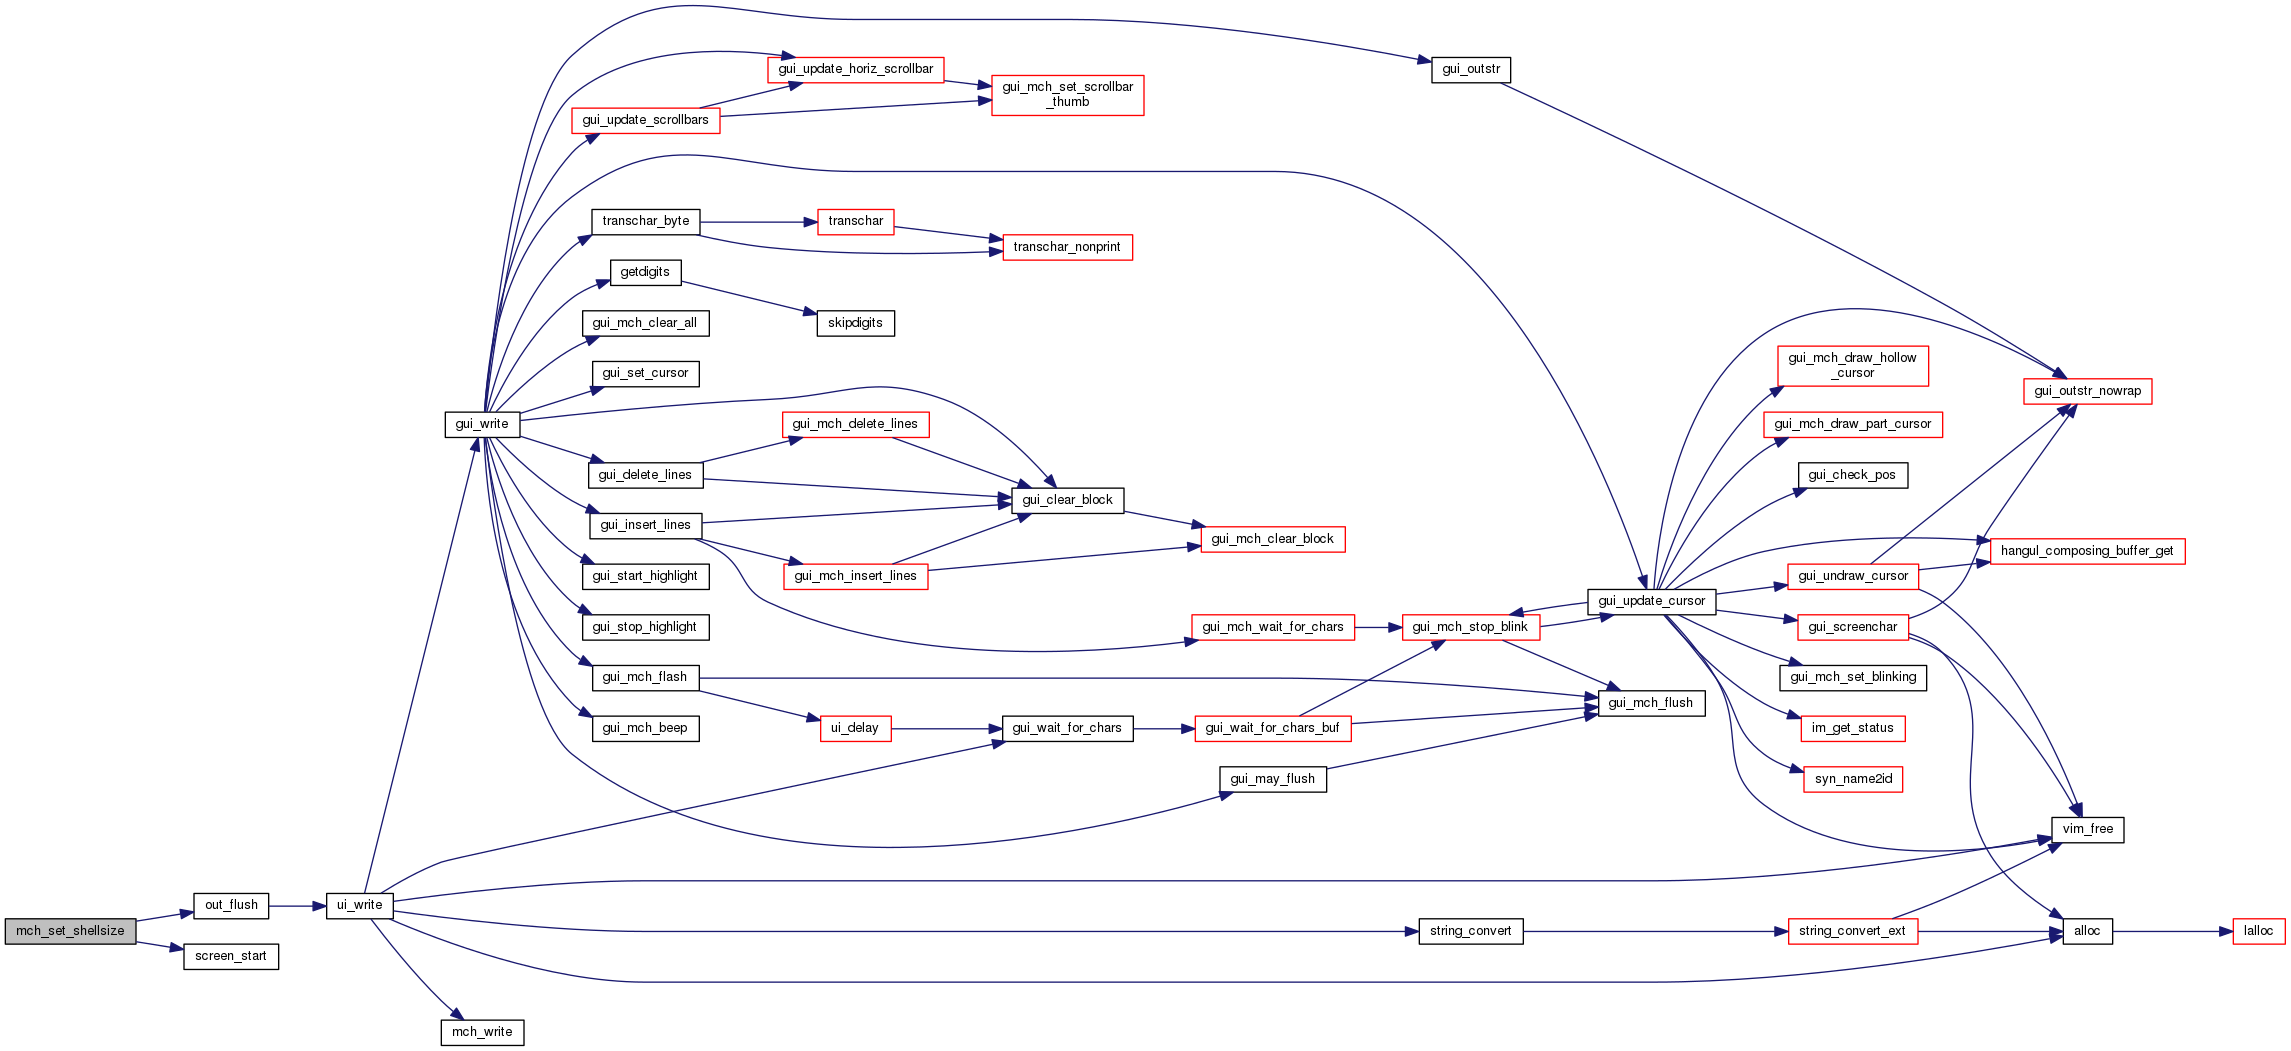 gui_outstr
gui_update_horiz_scrollbar
gui_mch_set_scrollbar
_thumb
gui_update_scrollbars
transchar_byte
transchar
transchar_nonprint
getdigits
skipdigits
gui_mch_clear_all
gui_set_cursor
gui_write
gui_mch_delete_lines
gui_delete_lines
gui_clear_block
gui_insert_lines
gui_mch_clear_block
gui_mch_insert_lines
gui_start_highlight
gui_stop_highlight
gui_mch_wait_for_chars
gui_mch_stop_blink
gui_update_cursor
gui_mch_draw_hollow
_cursor
gui_mch_draw_part_cursor
gui_outstr_nowrap
gui_check_pos
hangul_composing_buffer_get
gui_undraw_cursor
gui_screenchar
gui_mch_set_blinking
im_get_status
syn_name2id
gui_mch_flash
gui_mch_flush
gui_mch_beep
ui_delay
gui_wait_for_chars
gui_wait_for_chars_buf
gui_may_flush
vim_free
out_flush
ui_write
mch_set_shellsize
screen_start
string_convert
string_convert_ext
alloc
lalloc
mch_write